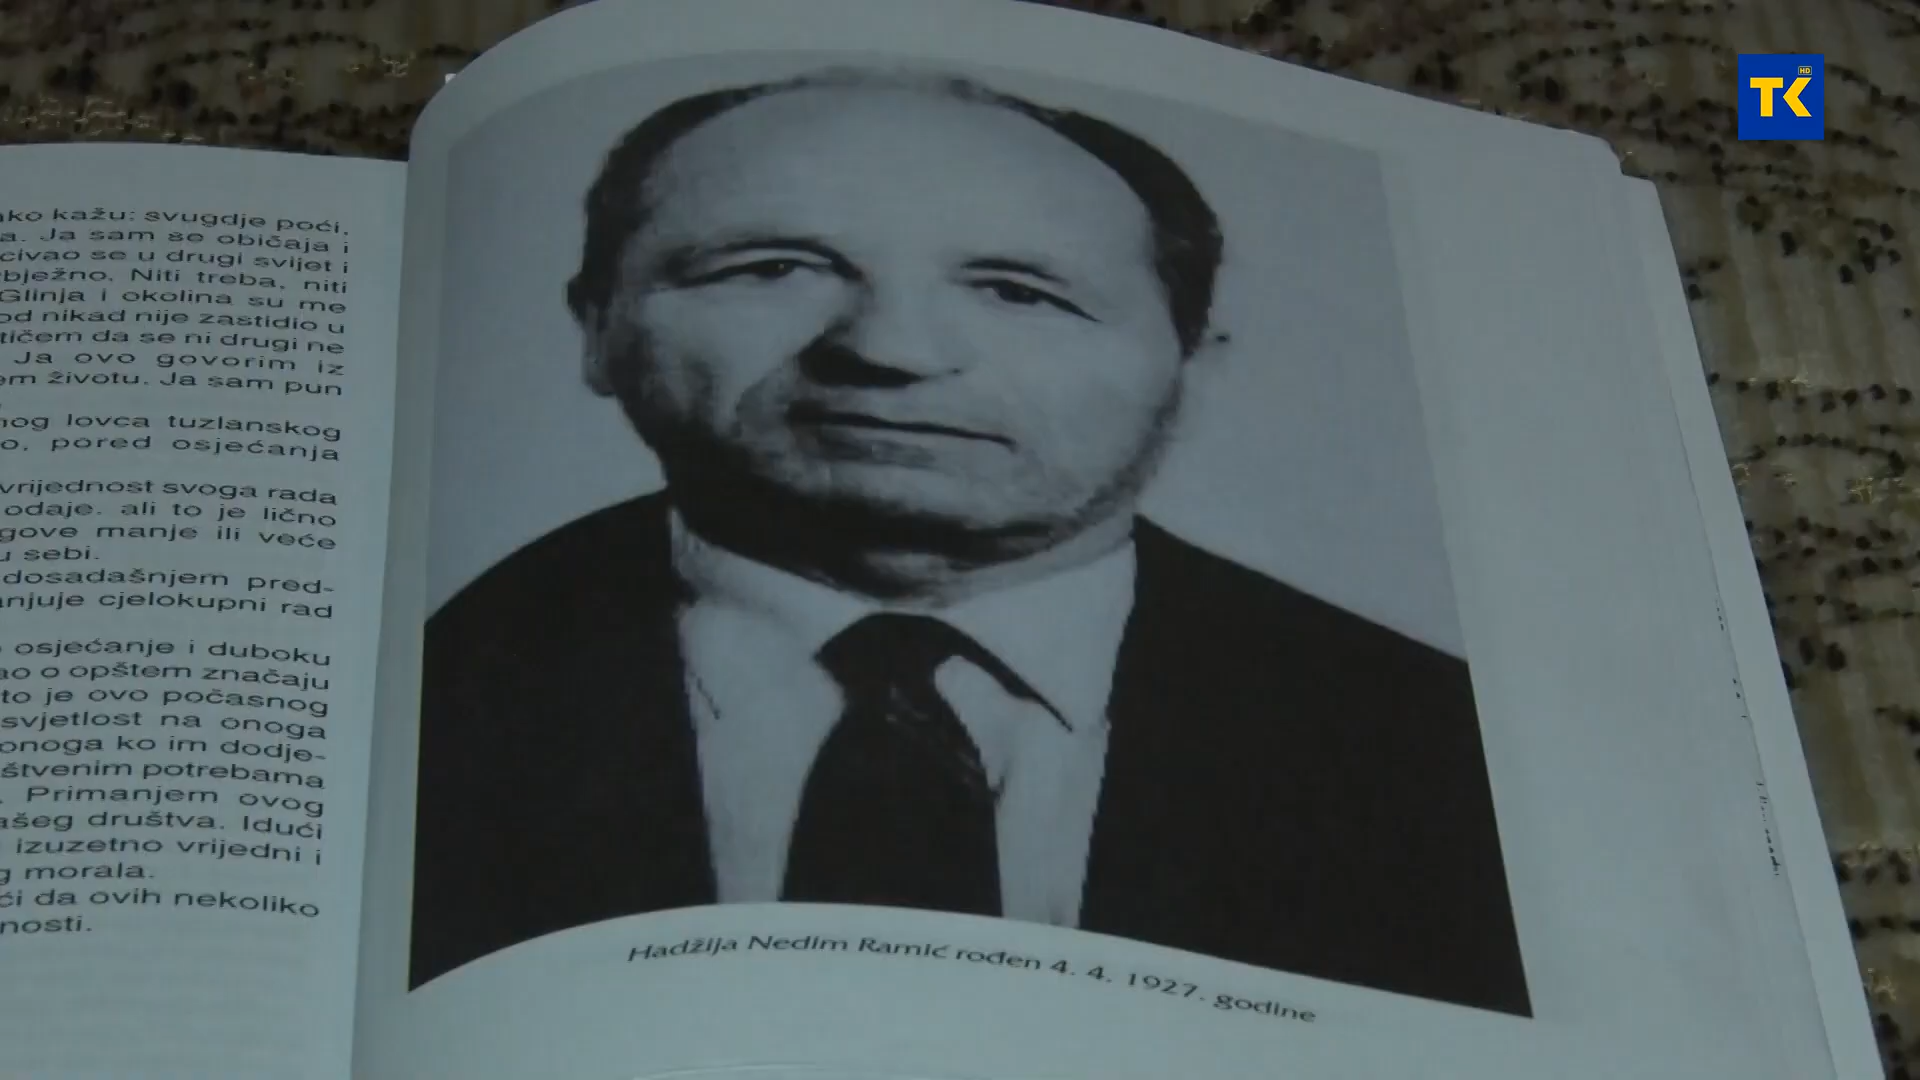 TK HD
ako kažu: svugdje poći,
a. Ja sam se običaja i
civao se u drugi svijet i
bježno. Niti treba, niti
Glinja i okolina su me
od nikad nije zastidio u
tičem da se ni drugi ne
Ja ovo govorim iz
em životu. Ja sam pun
nog lovca tuzlanskog
o, pored osjećanja
vrijednost svoga rada
odaje. ali to je lično
gove manje ili veće
u sebi.
dosadašnjem pred-
anjuje cjelokupni rad
osjećanje i duboku
ao o opštem značaju
to je ovo počasnog
svjetlost na onoga
onoga ko im dodje-
štvenim potrebama
. Primanjem ovog
ašeg društva. Idući
izuzetno vrijedni i
g morala.
ći da ovih nekoliko
nosti.
Hadžija Nedim Ramić rođen 4. 4. 1927. godine